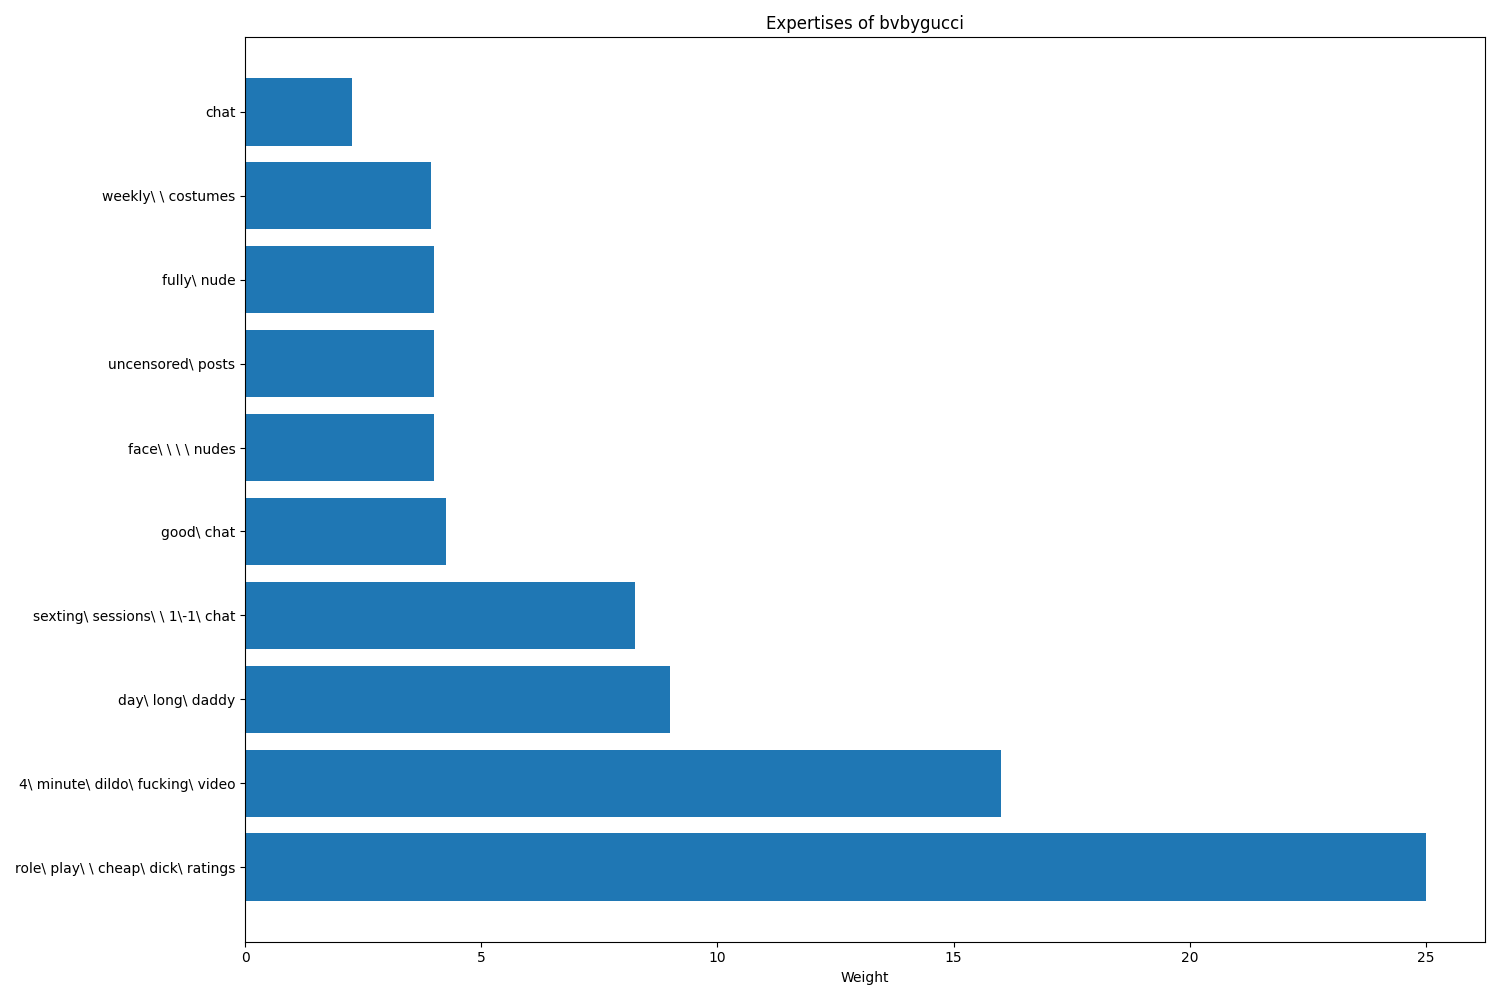 Expertises of bvbygucci
chat
weekly\ \ costumes
fully\ nude
uncensored\ posts
face\ \ \ \ nudes
good\ chat
sexting\ sessions\ \ 1\-1\ chat
day\ long\ daddy
4\ minute\ dildo\ fucking\ video
role\ play\ \ cheap\ dick\ ratings
0 5 10 15 20 25
Weight